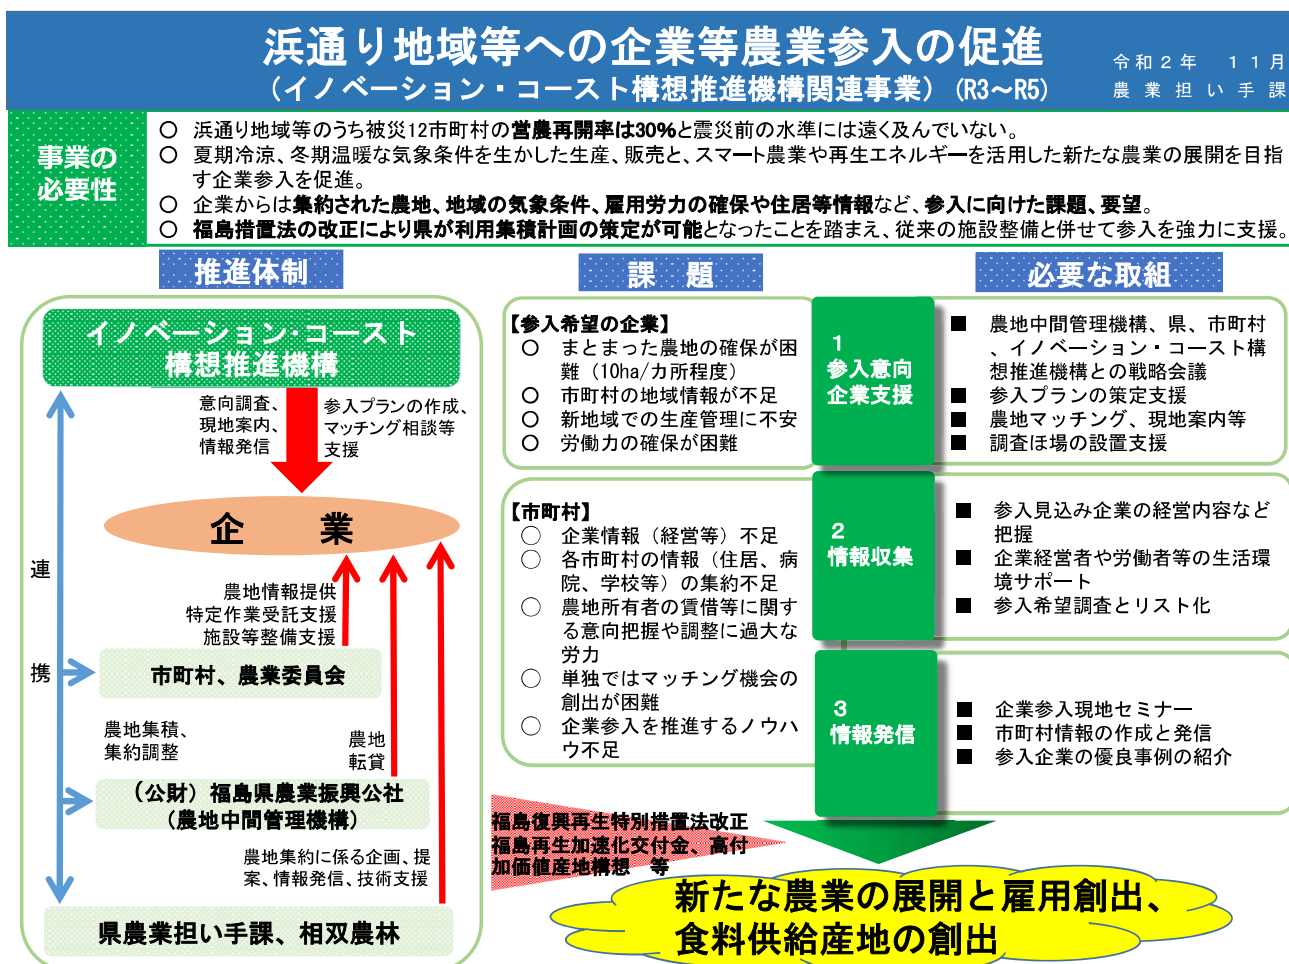 浜通り地域等への企業等農業参入の促進
（イノベーション・コースト構想推進機構関連事業）(R3～R5)
令和２年　１１月
農業担い手課
事業の
必要性
○ 浜通り地域等のうち被災12市町村の営農再開率は30%と震災前の水準には遠く及んでいない。
○ 夏期冷涼、冬期温暖な気象条件を生かした生産、販売と、スマート農業や再生エネルギーを活用した新たな農業の展開を目指
す企業参入を促進。
○ 企業からは集約された農地、地域の気象条件、雇用労力の確保や住居等情報など、参入に向けた課題、要望。
○ 福島措置法の改正により県が利用集積計画の策定が可能となったことを踏まえ、従来の施設整備と併せて参入を強力に支援。
推進体制
イノベーション・コースト
構想推進機構
意向調査、
現地案内、
情報発信
参入プランの作成、
マッチング相談等
支援
企　業
連
携
農地情報提供
特定作業受託支援
施設等整備支援
市町村、農業委員会
農地集積、
集約調整
農地
転貸
（公財）福島県農業振興公社
（農地中間管理機構）
農地集約に係る企画、提
案、情報発信、技術支援
県農業担い手課、相双農林
課　題
【参入希望の企業】
○ まとまった農地の確保が困
難（10ha/カ所程度）
○ 市町村の地域情報が不足
○ 新地域での生産管理に不安
○ 労働力の確保が困難
【市町村】
○ 企業情報（経営等）不足
○ 各市町村の情報（住居、病
院、学校等）の集約不足
○ 農地所有者の賃借等に関す
る意向把握や調整に過大な
労力
○ 単独ではマッチング機会の
創出が困難
○ 企業参入を推進するノウハ
ウ不足
必要な取組
1
参入意向
企業支援
■ 農地中間管理機構、県、市町村
、イノベーション・コースト構
想推進機構との戦略会議
■ 参入プランの策定支援
■ 農地マッチング、現地案内等
■ 調査ほ場の設置支援
2
情報収集
■ 参入見込み企業の経営内容など
把握
■ 企業経営者や労働者等の生活環
境サポート
■ 参入希望調査とリスト化
3
情報発信
■ 企業参入現地セミナー
■ 市町村情報の作成と発信
■ 参入企業の優良事例の紹介
福島復興再生特別措置法改正
福島再生加速化交付金、高付
加価値産地構想　等
新たな農業の展開と雇用創出、
食料供給産地の創出